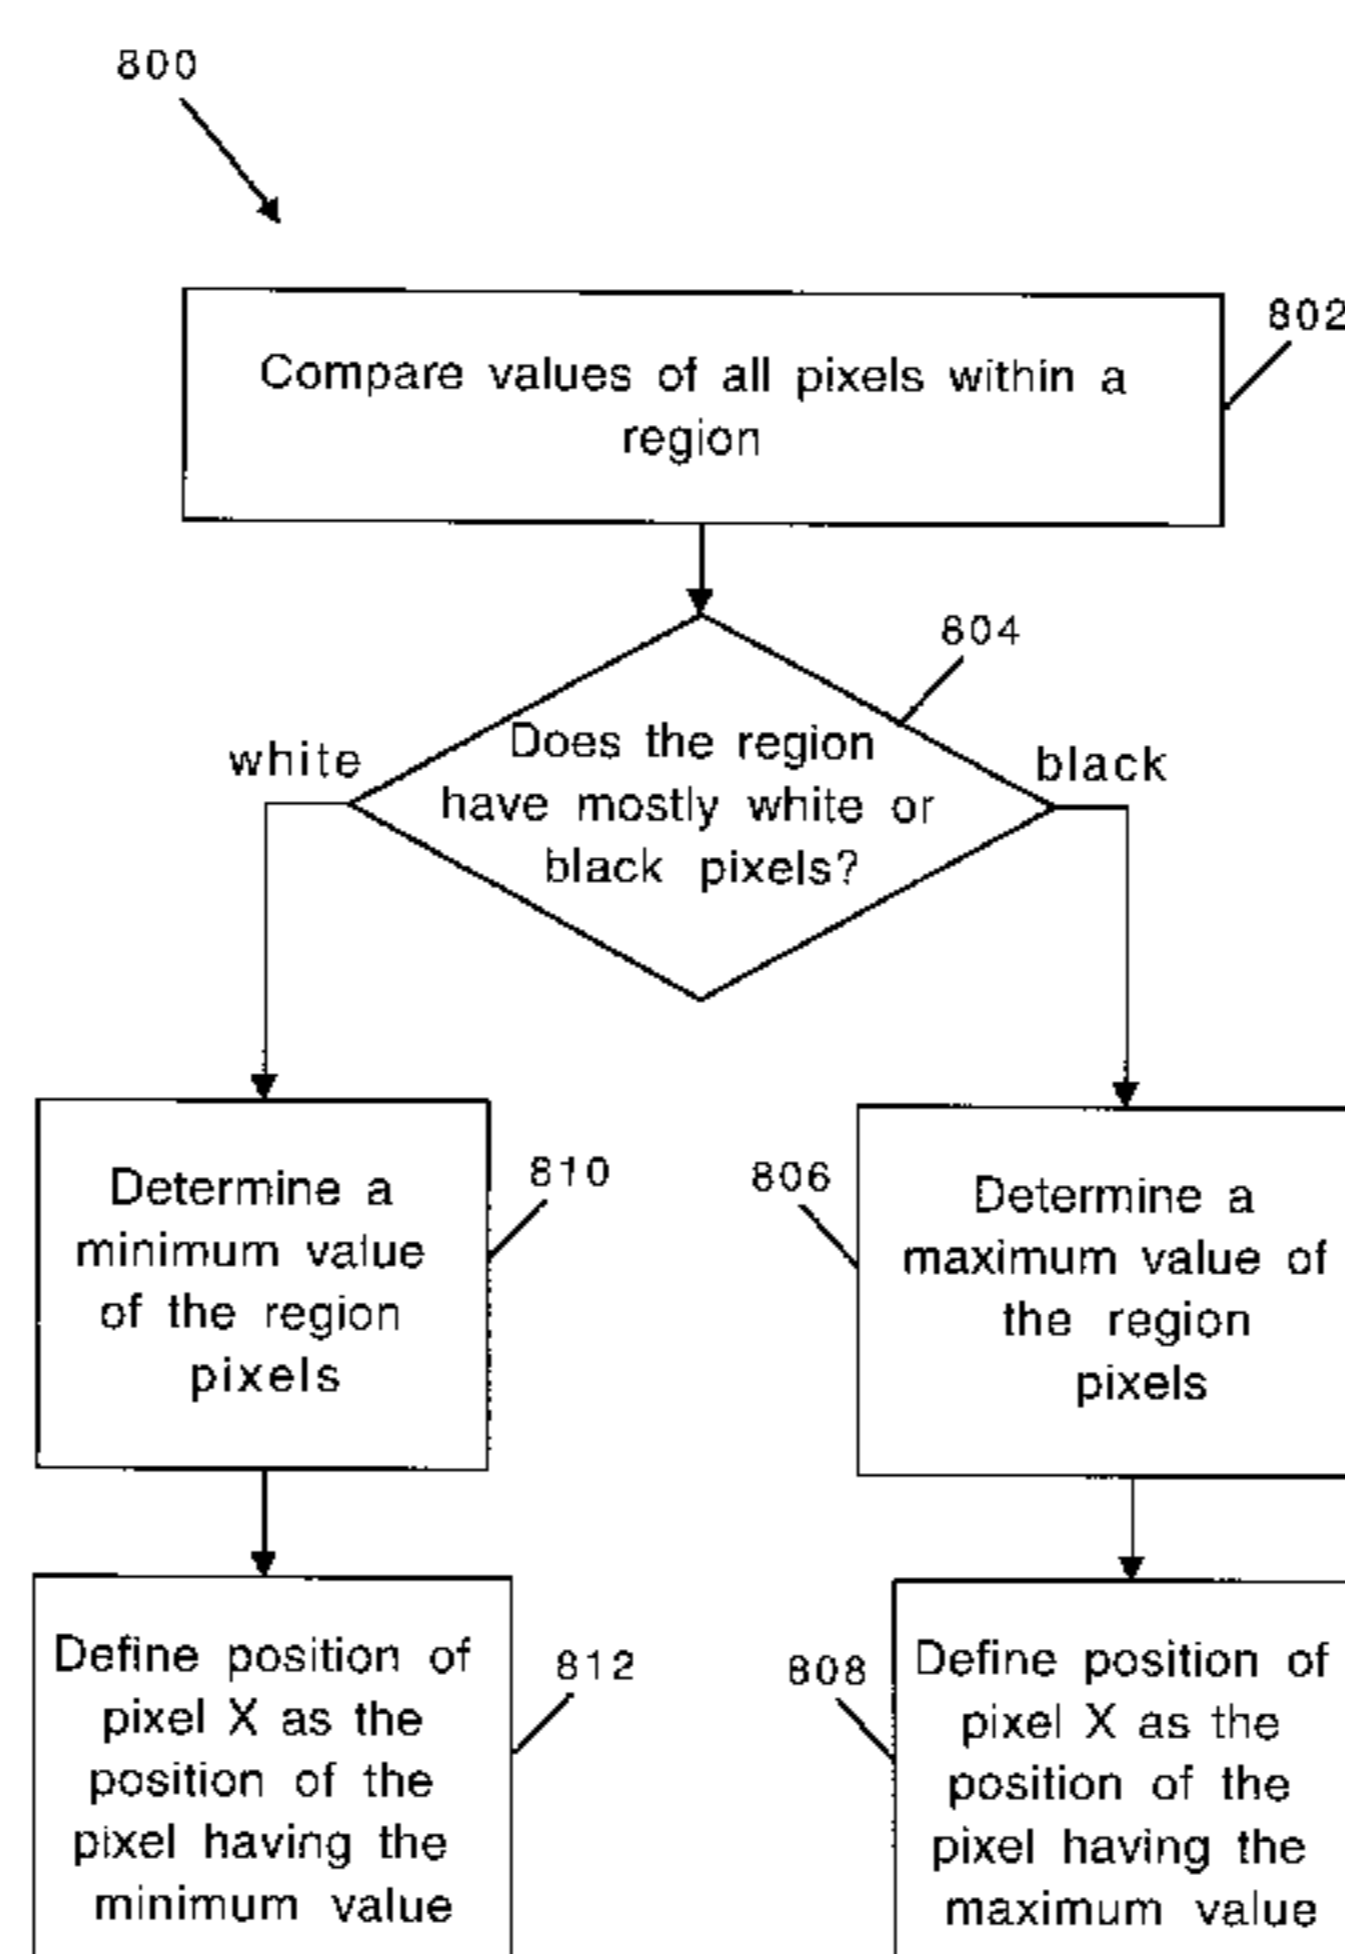 800
802
Compare values of all pixels within a
region
804
Does the region
have mostly white or
black pixels?
white
black
810
Determine a
minimum value
of the region
pixels
806
Determine a
maximum value of
the region
pixels
812
Define position of
pixel X as the
position of the
pixel having the
minimum value
808
Define position of
pixel X as the
position of the
pixel having the
maximum value